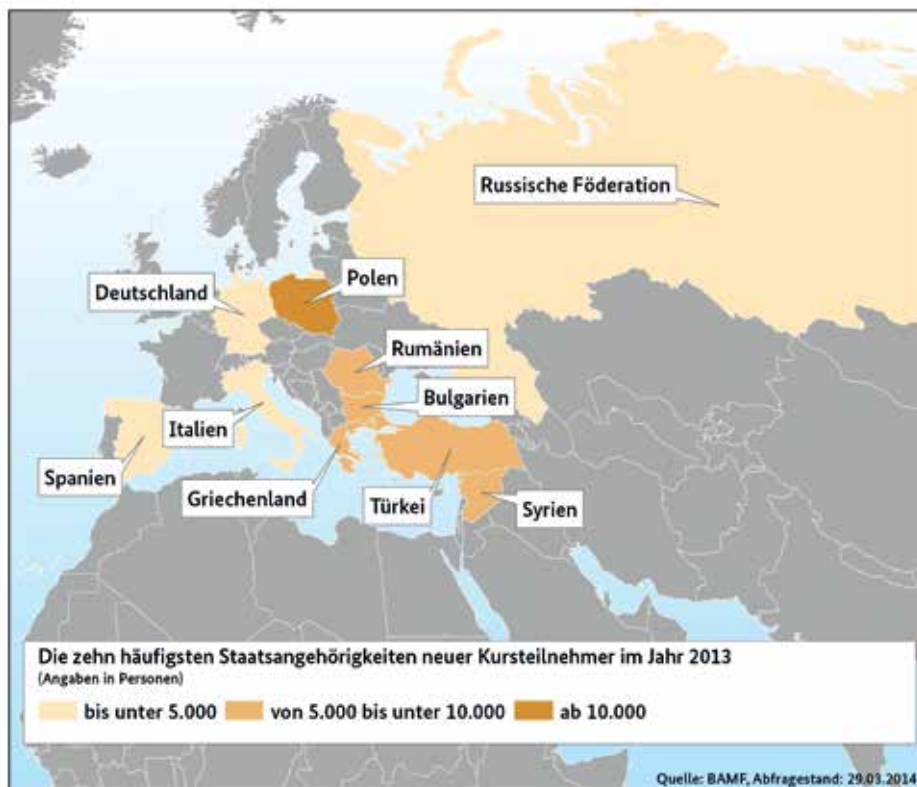 Russische Föderation
Polen
Deutschland
Rumänien
Bulgarien
Italien
Spanien
Griechenland
Türkei
Syrien
Die zehn häufigsten Staatsangehörigkeiten neuer Kursteilnehmer im Jahr 2013
(Angaben in Personen)
bis unter 5.000 von 5.000 bis unter 10.000 ab 10.000
Quelle: BAMF, Abfragestand: 29.03.2014